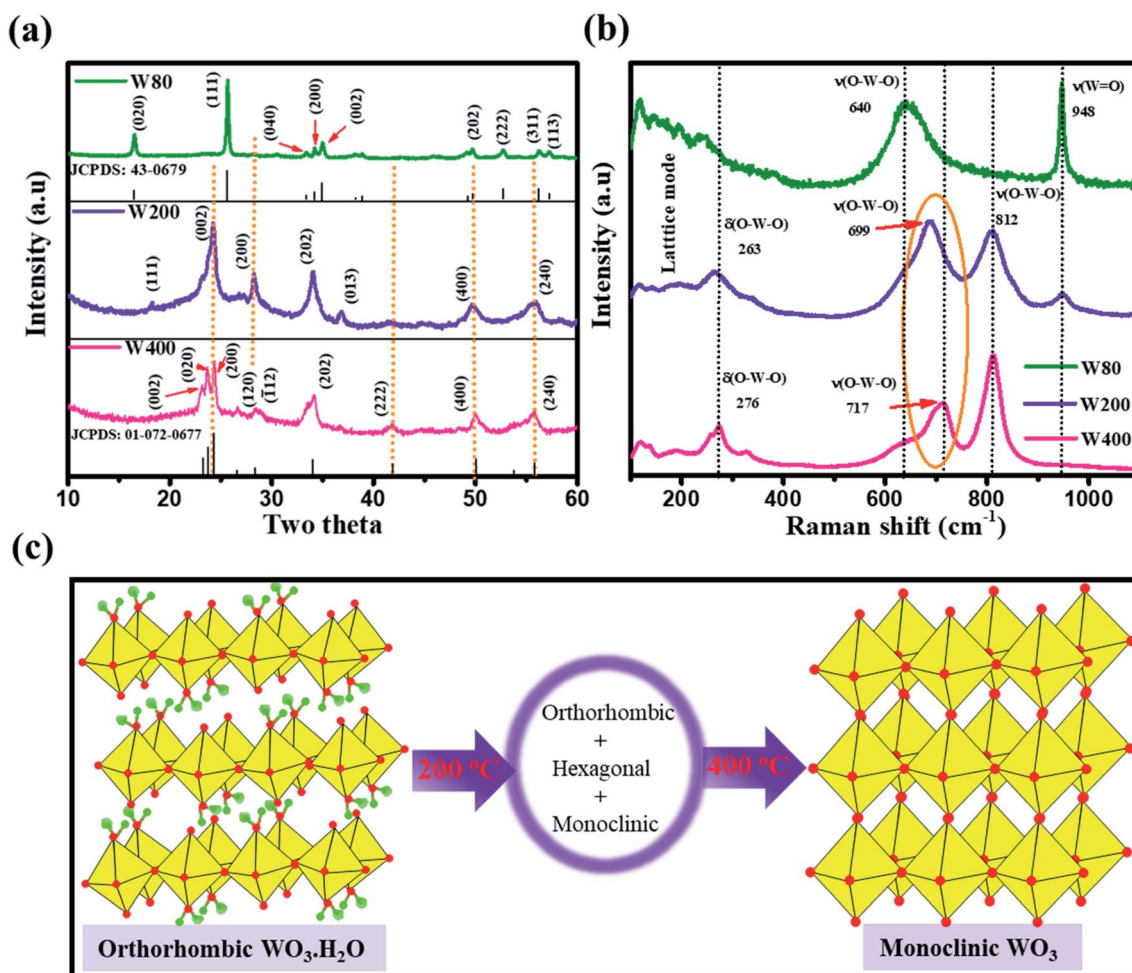 (a)
W80
(020)
(111)
(040)
(200)
(002)
(202)
(222)
(311)
(113)
JCPDS: 43-0679
W200
(111)
(002)
(200)
(202)
(013)
(400)
(240)
W400
(002)
(020)
(200)
(120)
(1̅12)
(202)
(222)
(400)
(240)
JCPDS: 01-072-0677
10 20 30 40 50 60
Two theta
Intensity (a.u)
(b)
ν(O-W-O)
640
ν(W=O)
948
Latttice mode
δ(O-W-O)
263
ν(O-W-O)
699
ν(O-W-O)
812
δ(O-W-O)
276
ν(O-W-O)
717
W80
W200
W400
200 400 600 800 1000
Raman shift (cm⁻¹)
Intensity (a.u)
(c)
200 °C
Orthorhombic
+
Hexagonal
+
Monoclinic
400 °C
Orthorhombic WO₃.H₂O
Monoclinic WO₃